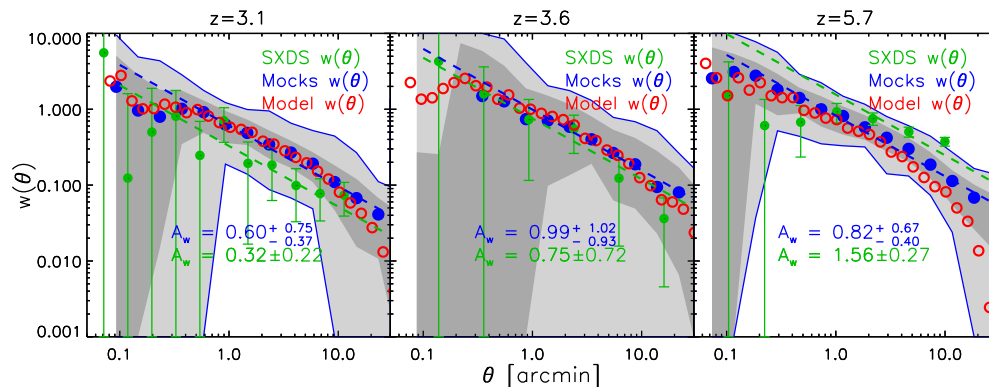 z=3.1 z=3.6 z=5.7
10.000
1.000
0.100
0.010
0.001
w(θ)
SXDS w(θ)
Mocks w(θ)
Model w(θ)
A_w = 0.60 + 0.75 - 0.37
A_w = 0.32±0.22
SXDS w(θ)
Mocks w(θ)
Model w(θ)
A_w = 0.99 + 1.02 - 0.93
A_w = 0.75±0.72
SXDS w(θ)
Mocks w(θ)
Model w(θ)
A_w = 0.82 + 0.67 - 0.40
A_w = 1.56±0.27
0.1 1.0 10.0 0.1 1.0 10.0 0.1 1.0 10.0
θ [arcmin]